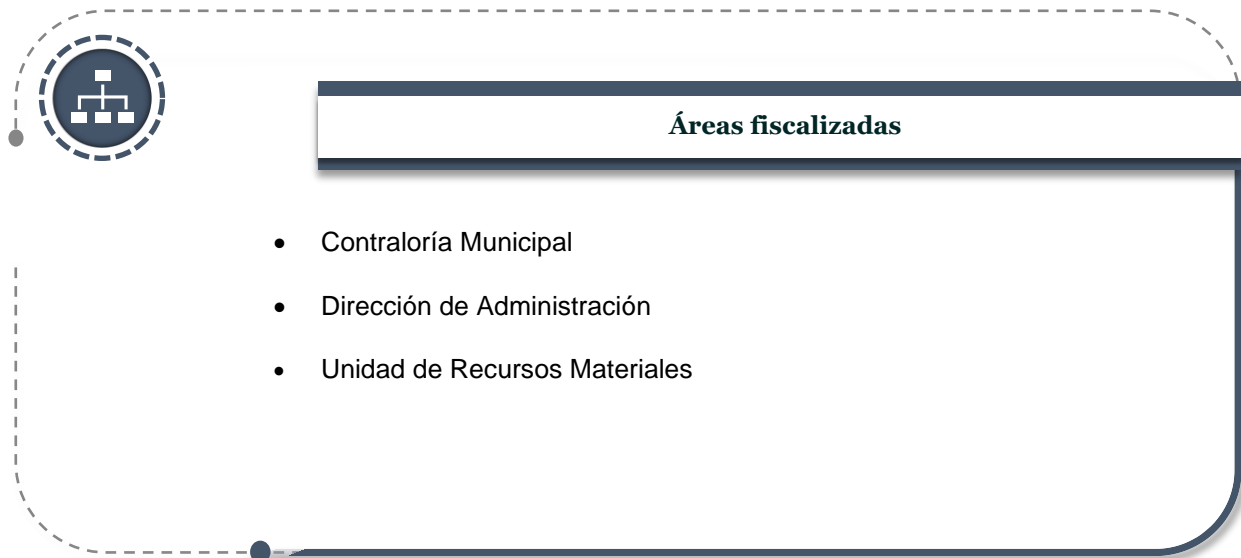 Áreas fiscalizadas
• Contraloría Municipal
• Dirección de Administración
• Unidad de Recursos Materiales